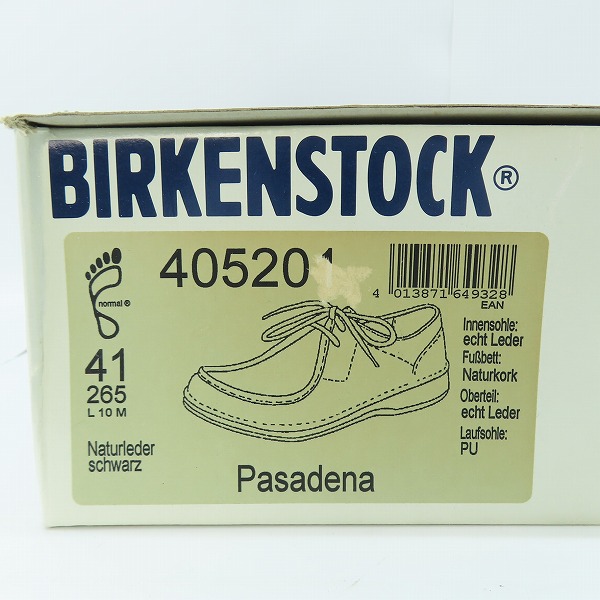 BIRKENSTOCK®
405201
4 013871 649328
EAN
normal®
41
265
L 10 M
Naturleder
schwarz
Innensohle:
echt Leder
Fußbett:
Naturkork
Oberteil:
echt Leder
Laufsohle:
PU
Pasadena